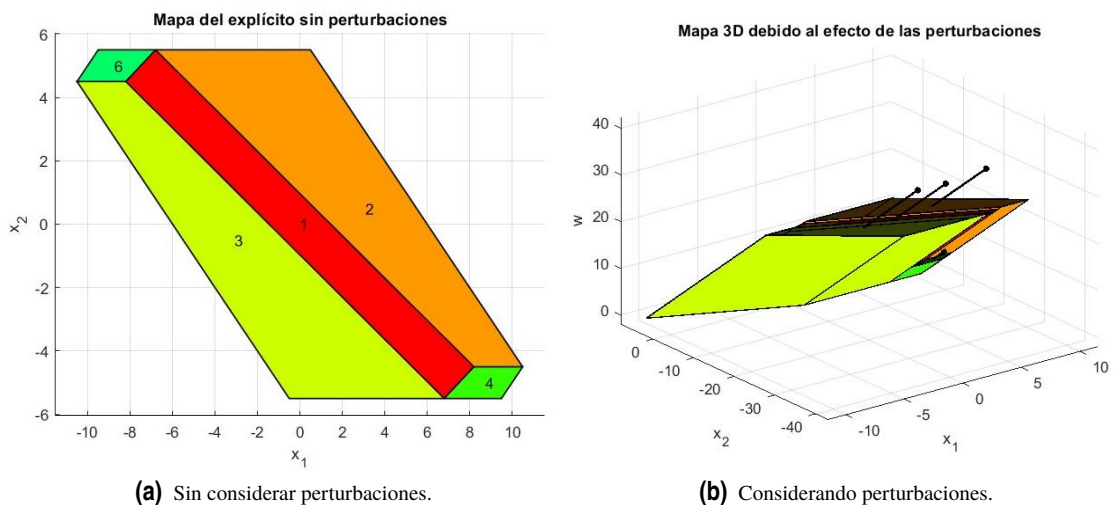 Mapa del explícito sin perturbaciones
6
4
2
0
-2
-4
-6
x2
6
1
2
3
4
-10 -8 -6 -4 -2 0 2 4 6 8 10
x1
(a) Sin considerar perturbaciones.
Mapa 3D debido al efecto de las perturbaciones
40
30
20
10
0
w
0
-10
-20
-30
-40
x2
-10
-5
0
5
10
x1
(b) Considerando perturbaciones.